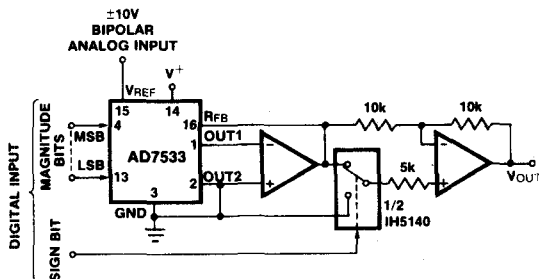 ±10V
BIPOLAR
ANALOG INPUT
VREF
V+
15
14
RFB
16
10k
10k
DIGITAL INPUT
MAGNITUDE
BITS
MSB
4
OUT1
1
-
-
AD7533
5k
LSB
13
OUT2
2
+
+
VOUT
3
GND
1/2
IH5140
SIGN BIT